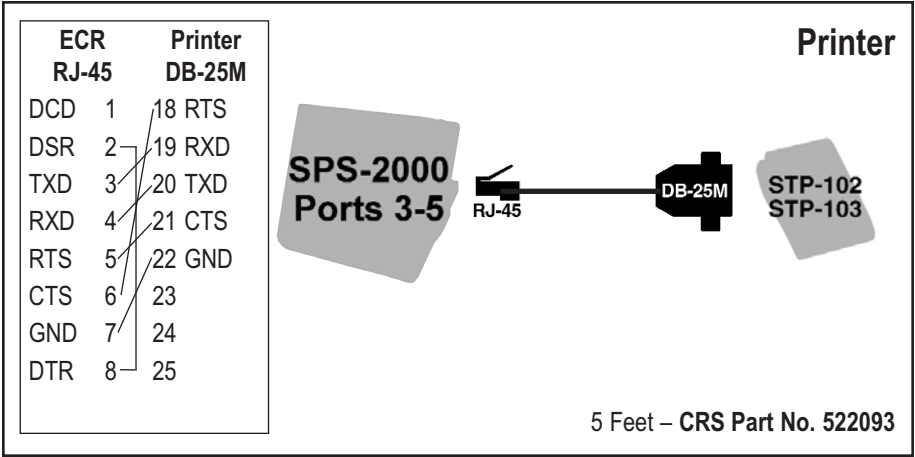 ECR Printer
RJ-45 DB-25M
DCD 1 18 RTS
DSR 2 19 RXD
TXD 3 20 TXD
RXD 4 21 CTS
RTS 5 22 GND
CTS 6 23
GND 7 24
DTR 8 25
Printer
SPS-2000
Ports 3-5
RJ-45
DB-25M
STP-102
STP-103
5 Feet – CRS Part No. 522093